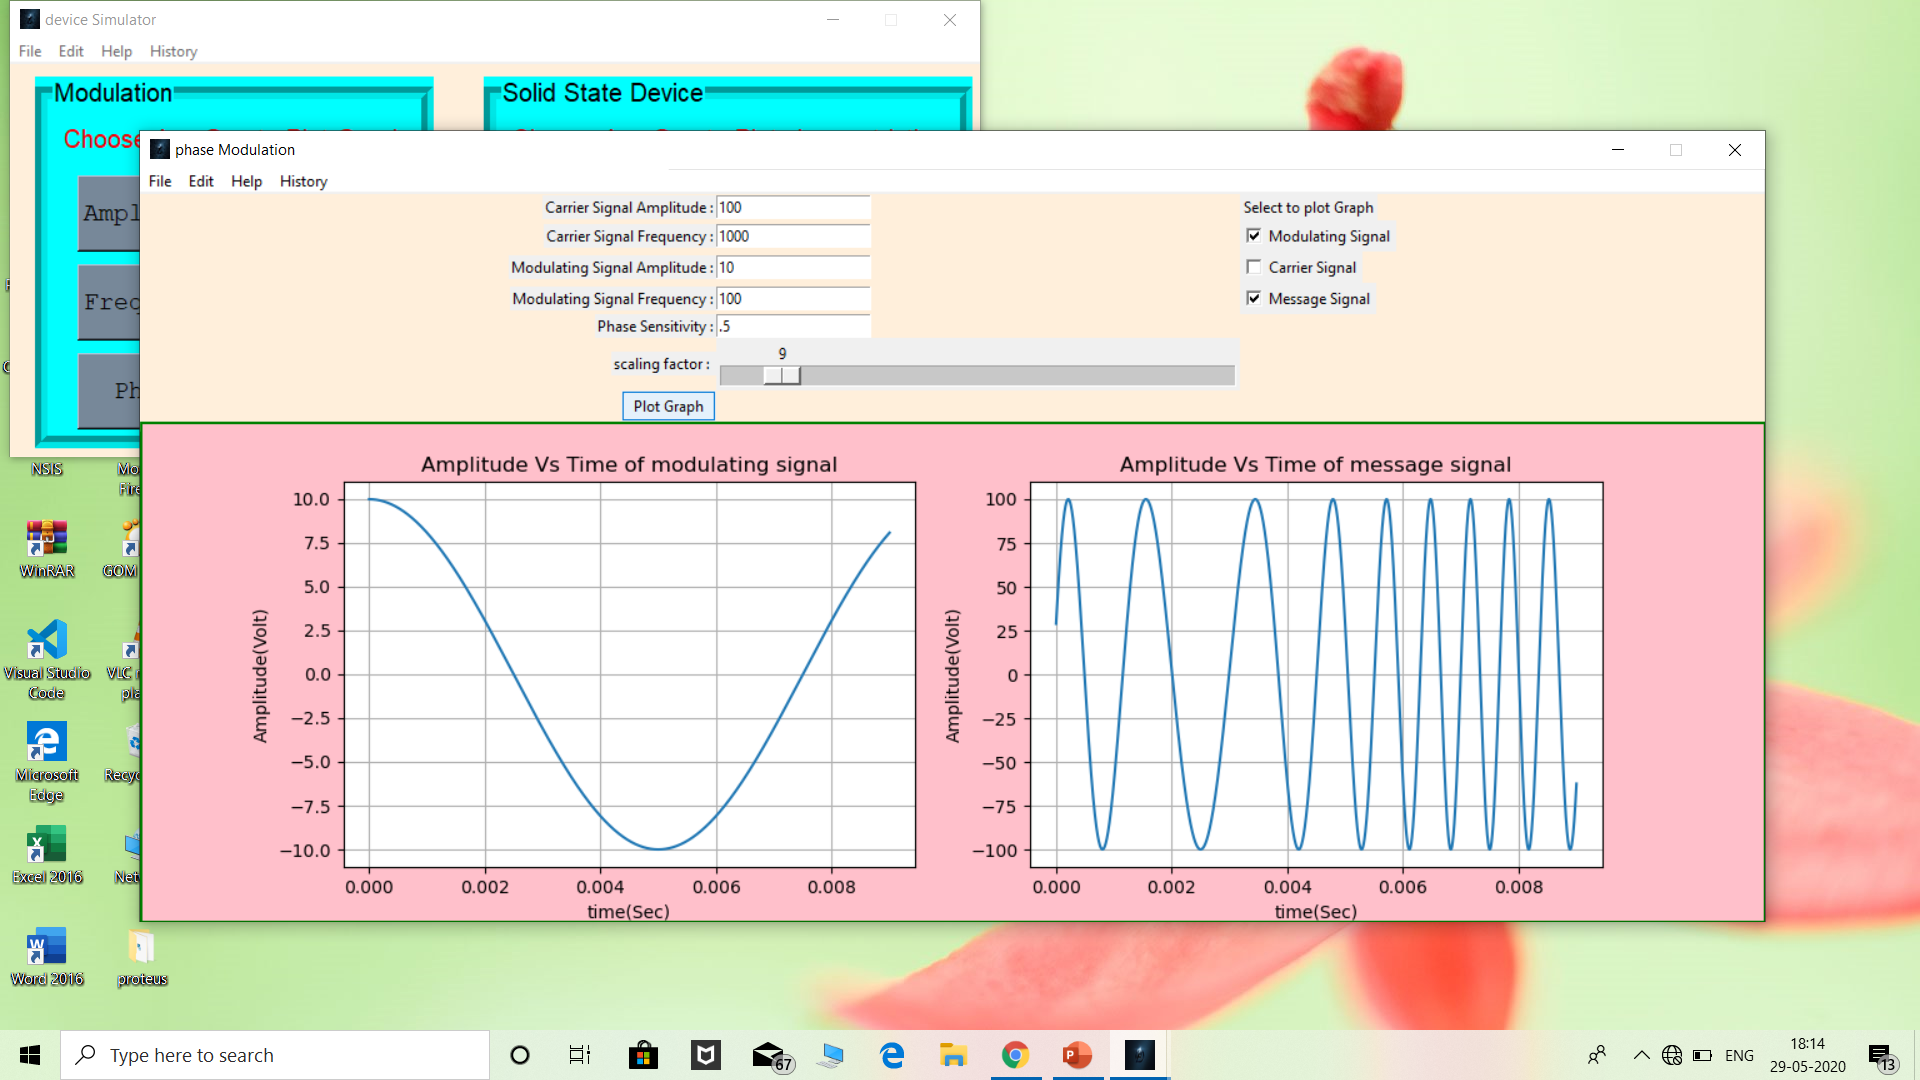 device Simulator
File Edit Help History
Modulation
Solid State Device
Choose
phase Modulation
File Edit Help History
Carrier Signal Amplitude : 100
Carrier Signal Frequency : 1000
Modulating Signal Amplitude : 10
Modulating Signal Frequency : 100
Phase Sensitivity : .5
scaling factor : 9
Plot Graph
Select to plot Graph
Modulating Signal
Carrier Signal
Message Signal
Ampl
Freq
Ph
Amplitude Vs Time of modulating signal
Amplitude(Volt)
10.0
7.5
5.0
2.5
0.0
−2.5
−5.0
−7.5
−10.0
0.000 0.002 0.004 0.006 0.008
time(Sec)
Amplitude Vs Time of message signal
Amplitude(Volt)
100
75
50
25
0
−25
−50
−75
−100
0.000 0.002 0.004 0.006 0.008
time(Sec)
NSIS
Mo
Fire
WinRAR
GOM
Visual Studio
Code
VLC
pla
Microsoft
Edge
Recyc
Excel 2016
Net
Word 2016
proteus
Type here to search
67
ENG
18:14
29-05-2020
13